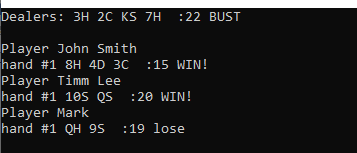 Dealers: 3H 2C KS 7H  :22 BUST
Player John Smith
hand #1 8H 4D 3C  :15 WIN!
Player Timm Lee
hand #1 10S QS  :20 WIN!
Player Mark
hand #1 QH 9S  :19 lose